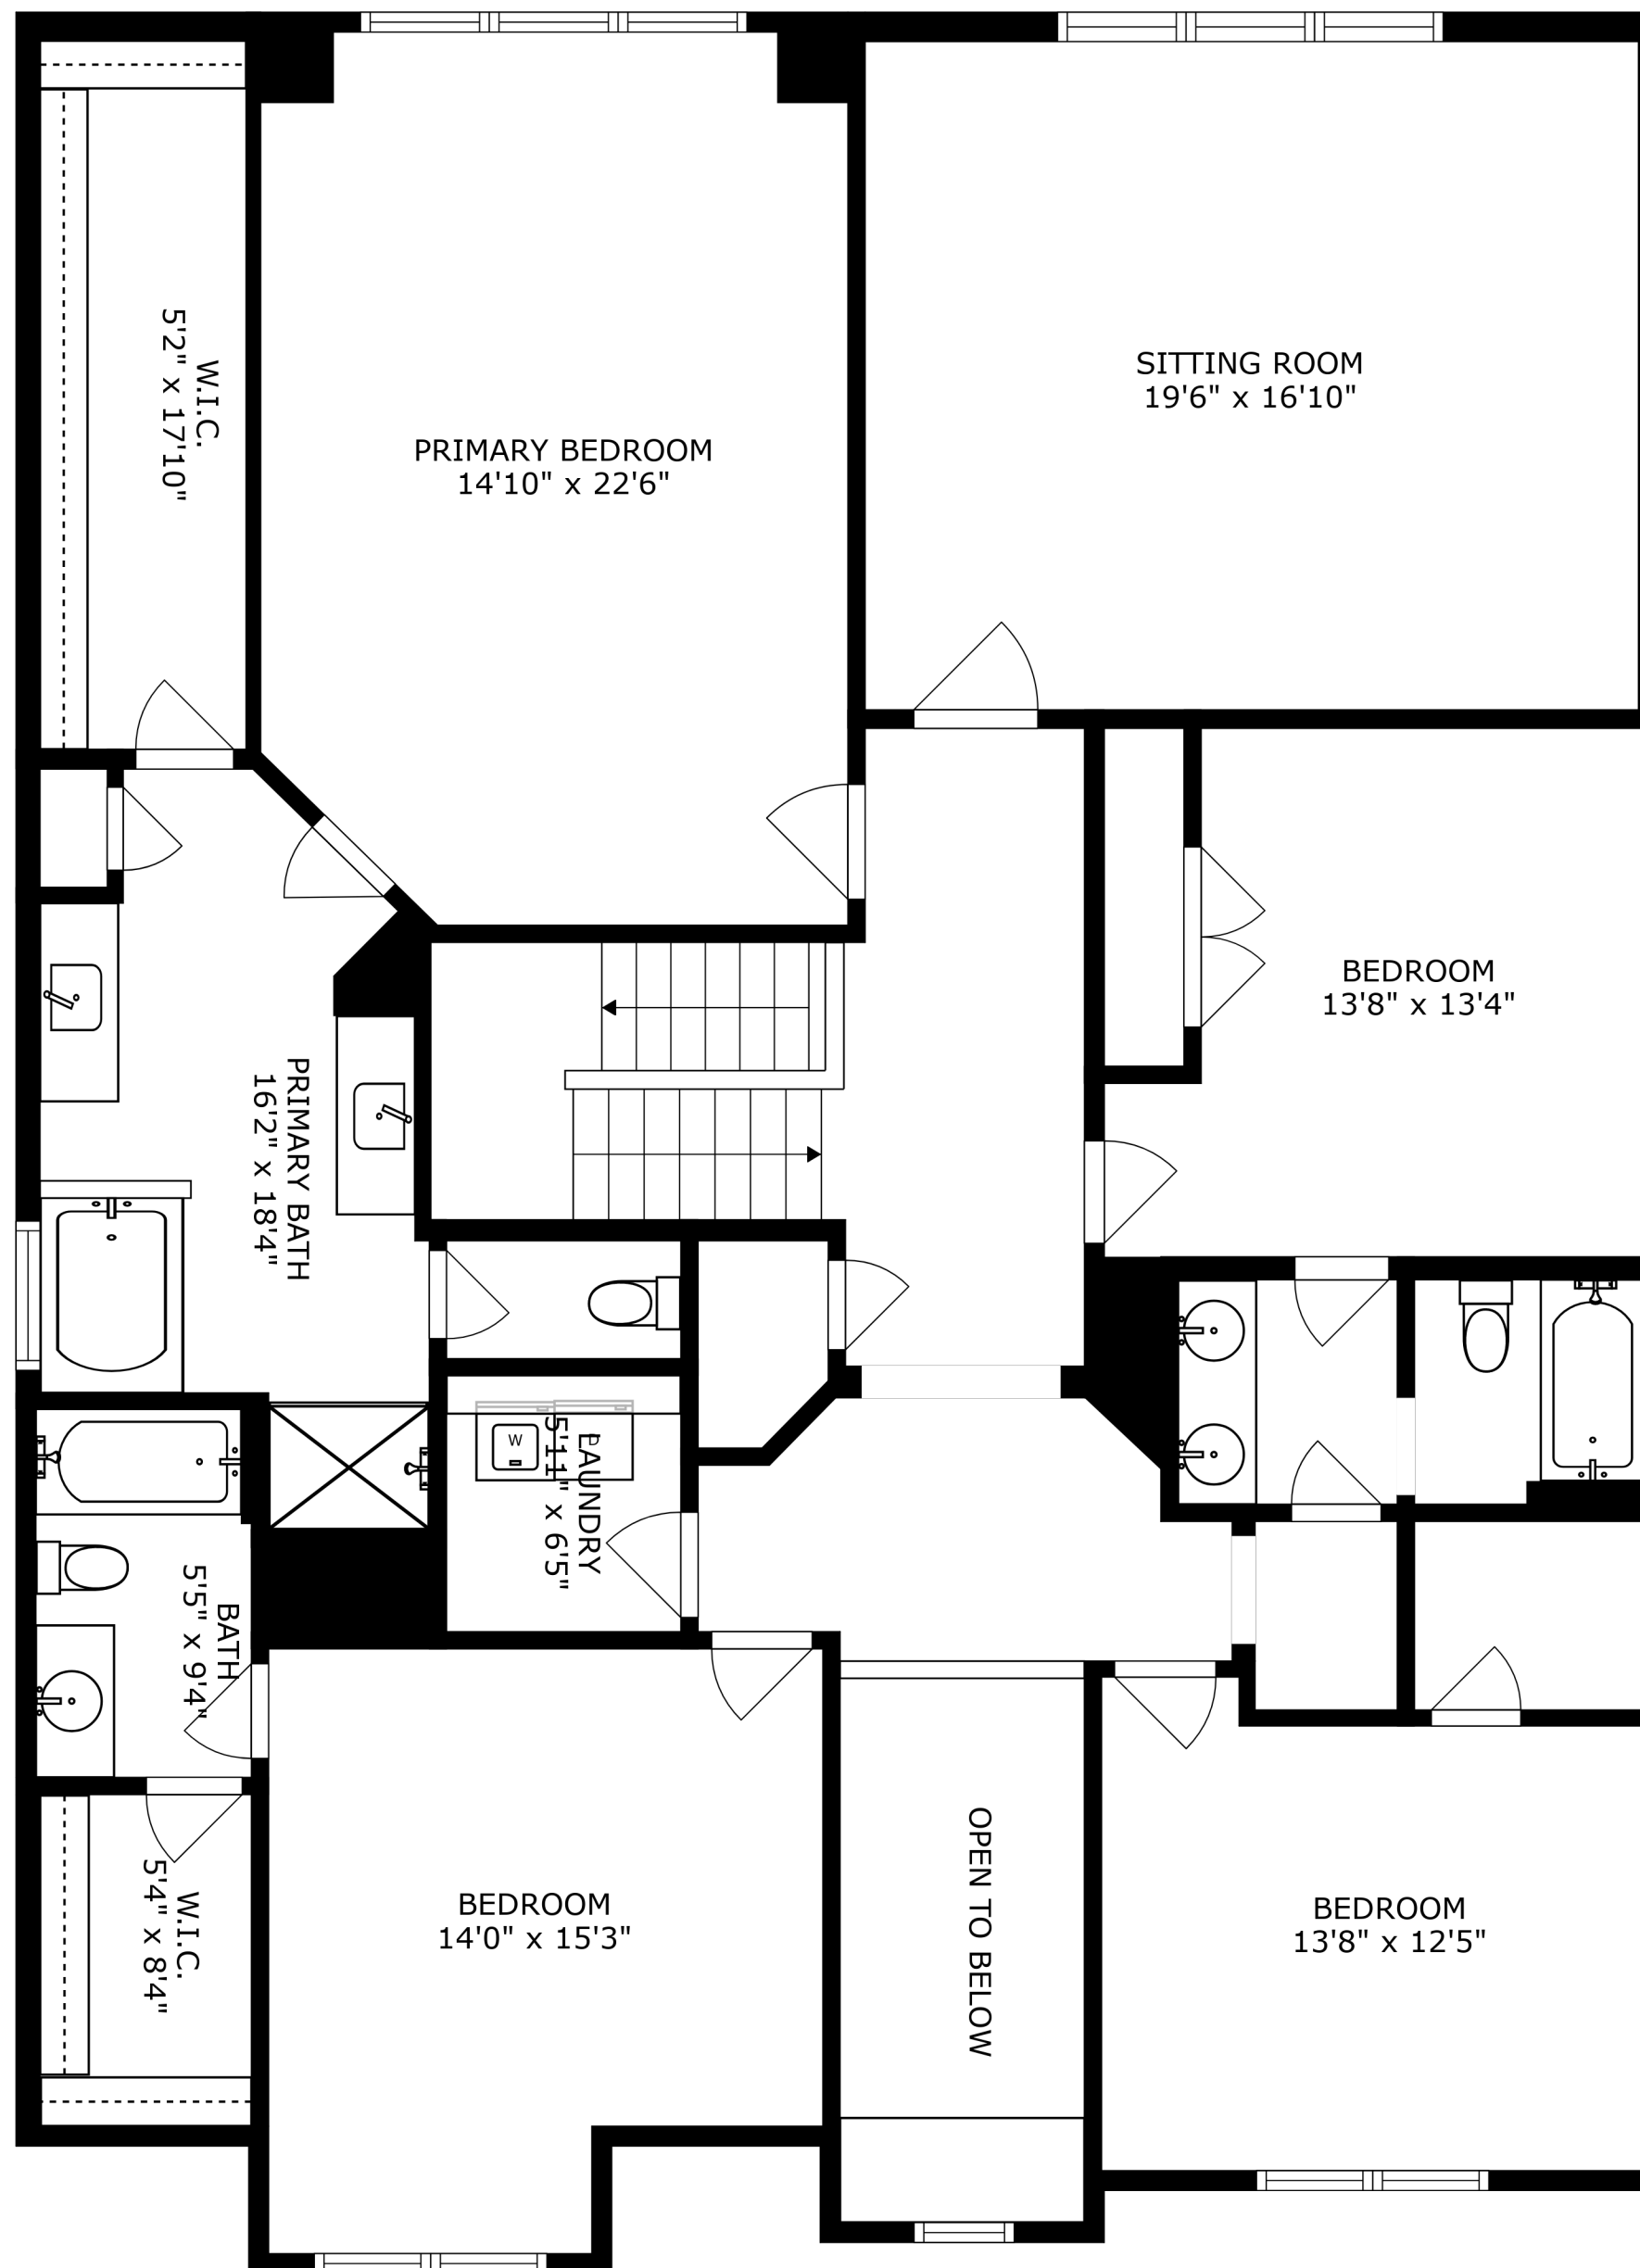 W.I.C.
5'2" x 17'10"
PRIMARY BEDROOM
14'10" x 22'6"
SITTING ROOM
19'6" x 16'10"
BEDROOM
13'8" x 13'4"
PRIMARY BATH
16'2" x 18'4"
W
D
LAUNDRY
5'11" x 6'5"
BATH
5'5" x 9'4"
W.I.C.
5'4" x 8'4"
BEDROOM
14'0" x 15'3"
OPEN TO BELOW
BEDROOM
13'8" x 12'5"